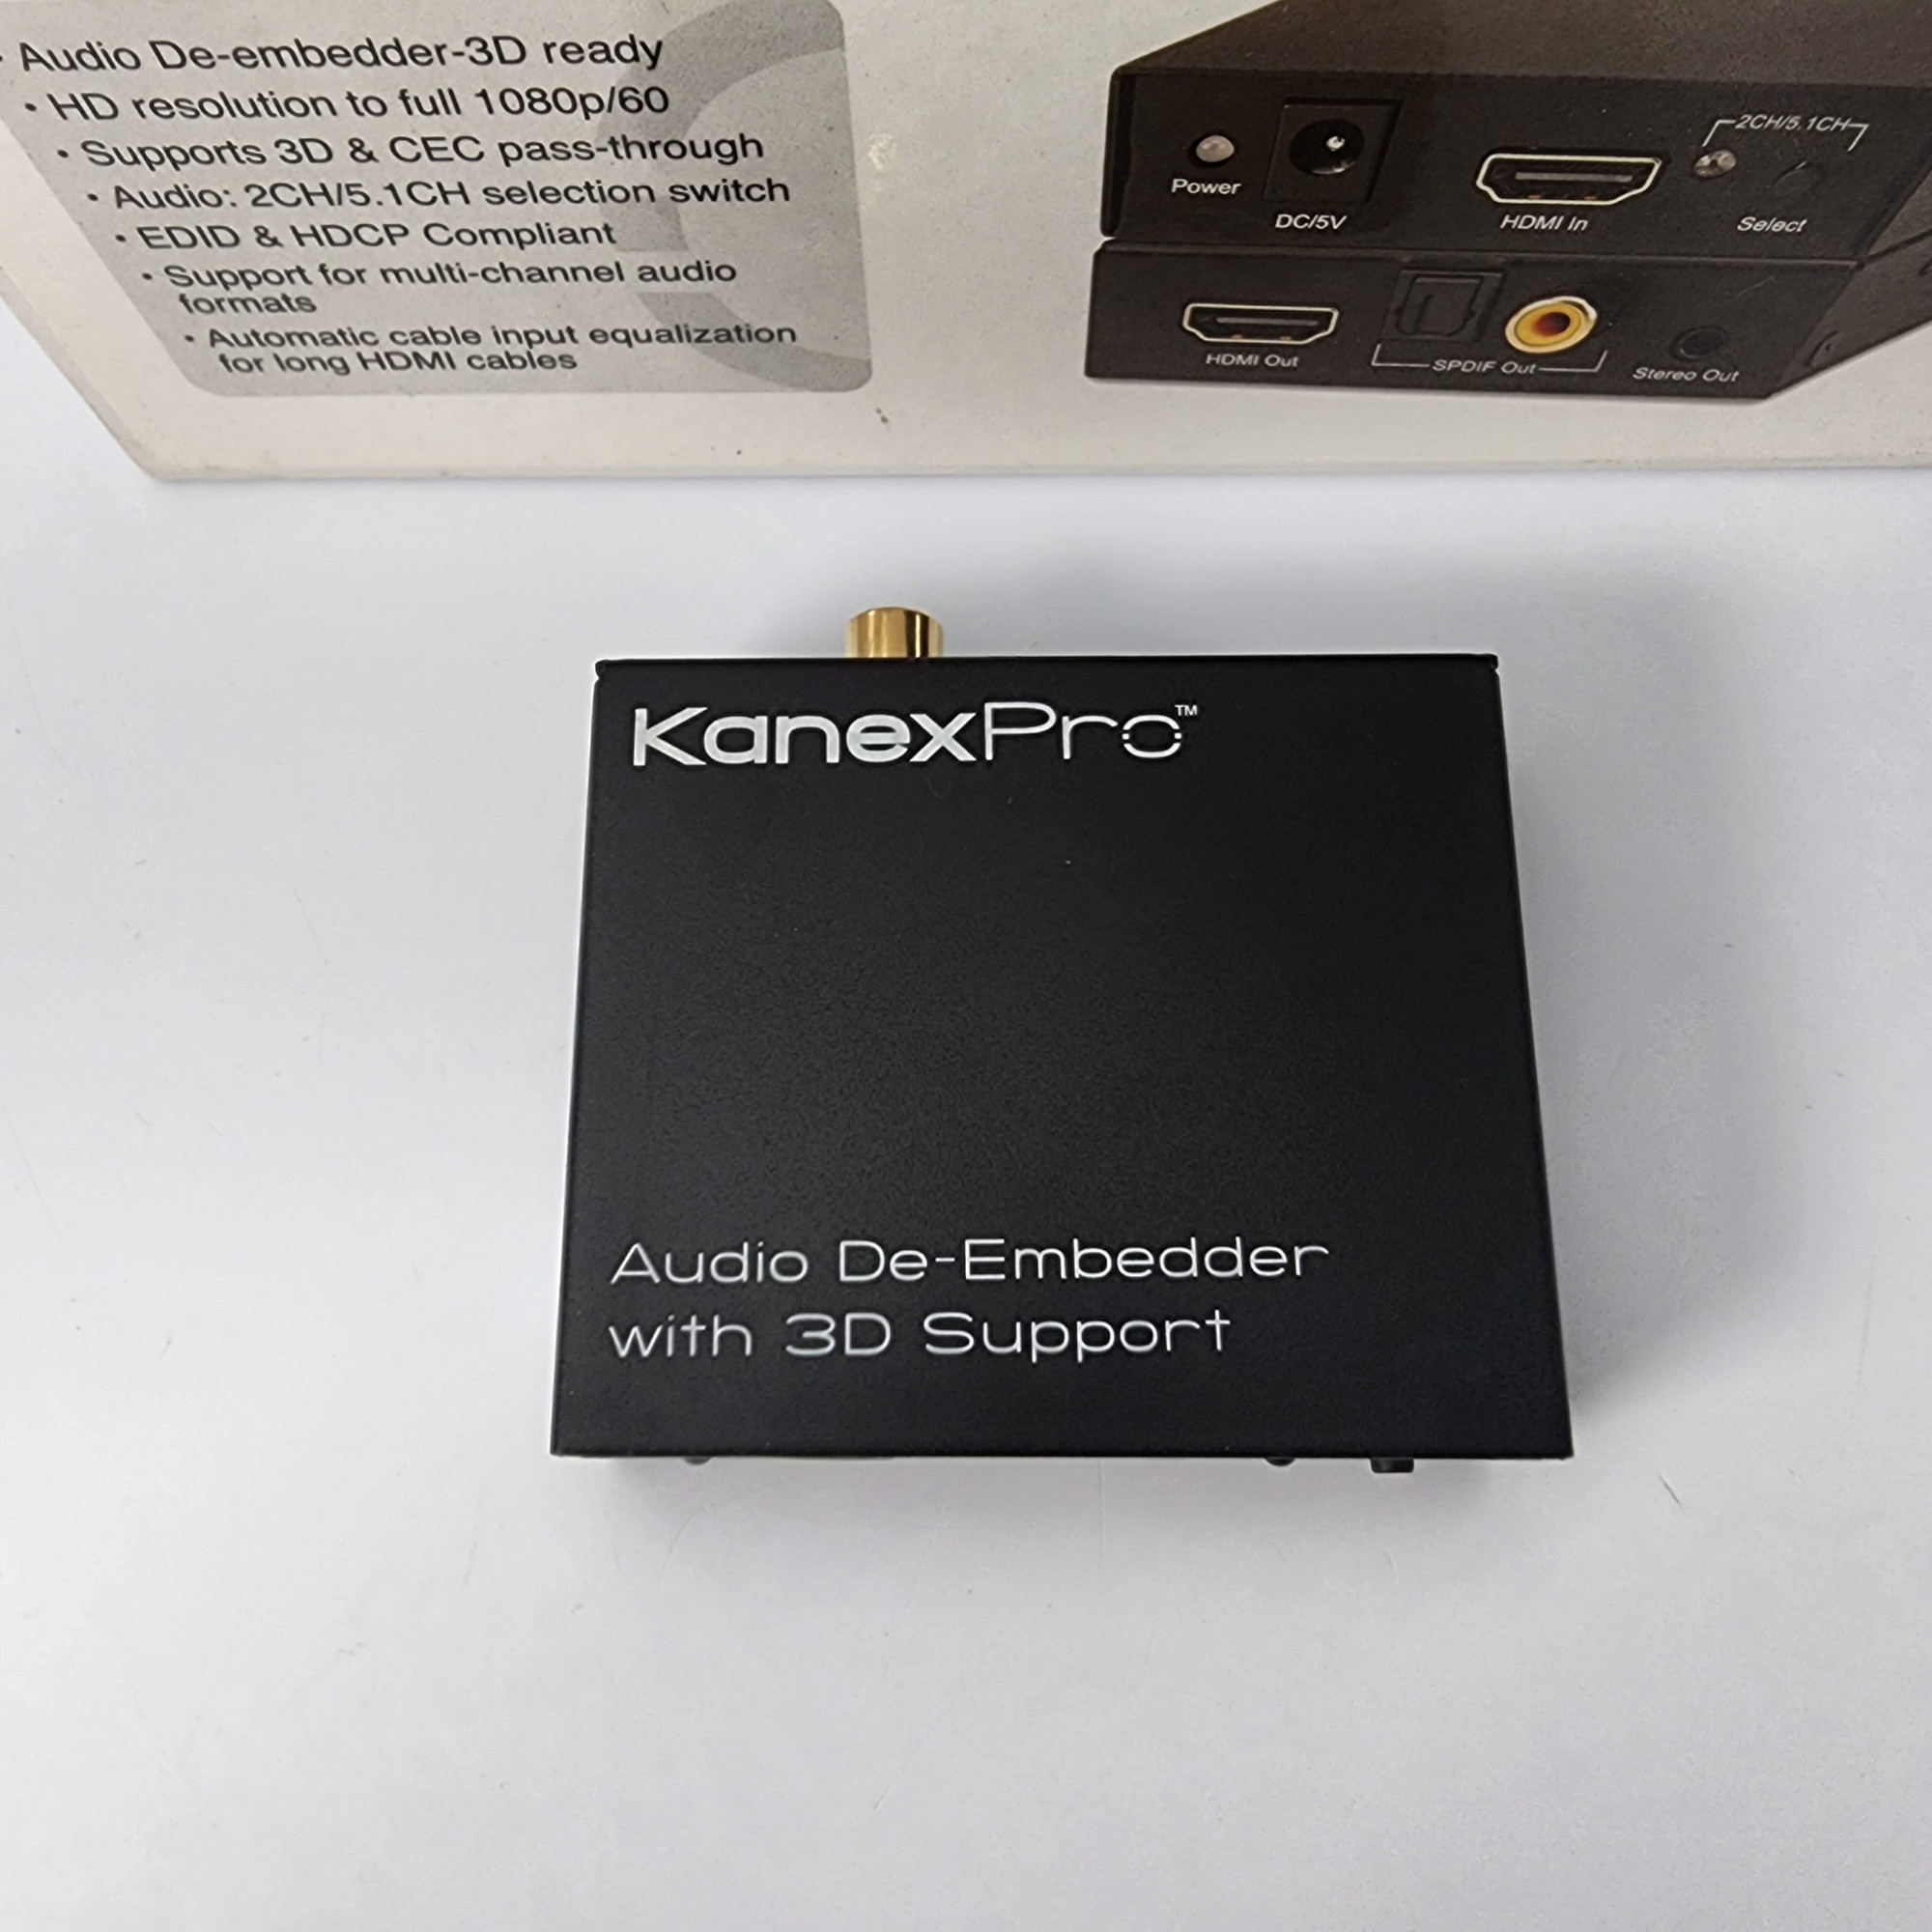 • Audio De-embedder-3D ready
• HD resolution to full 1080p/60
• Supports 3D & CEC pass-through
• Audio: 2CH/5.1CH selection switch
• EDID & HDCP Compliant
• Support for multi-channel audio
formats
• Automatic cable input equalization
for long HDMI cables
2CH/5.1CH
Power
DC/5V
HDMI In
Select
HDMI Out
SPDIF Out
Stereo Out
KanexPro™
Audio De-Embedder
with 3D Support